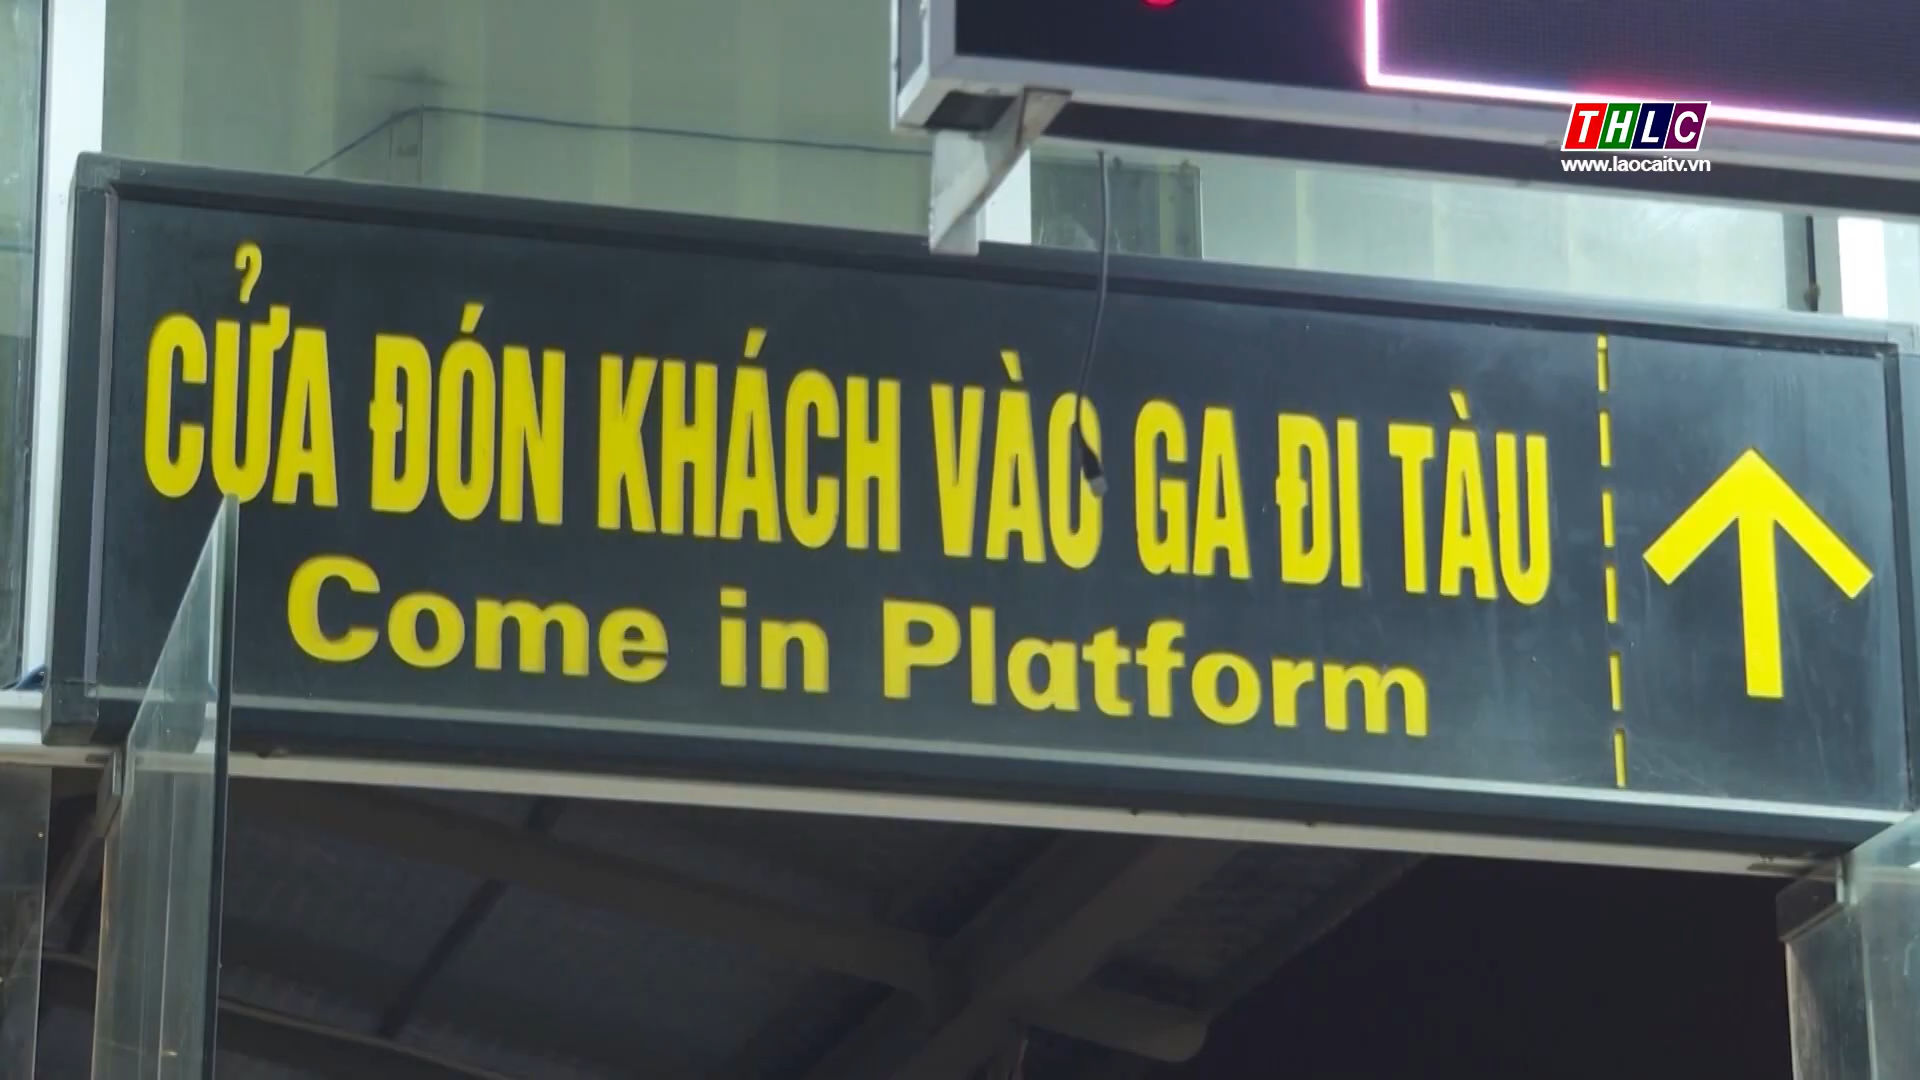 THLC
www.laocaitv.vn
CỬA ĐÓN KHÁCH VÀO GA ĐI TÀU
Come in Platform